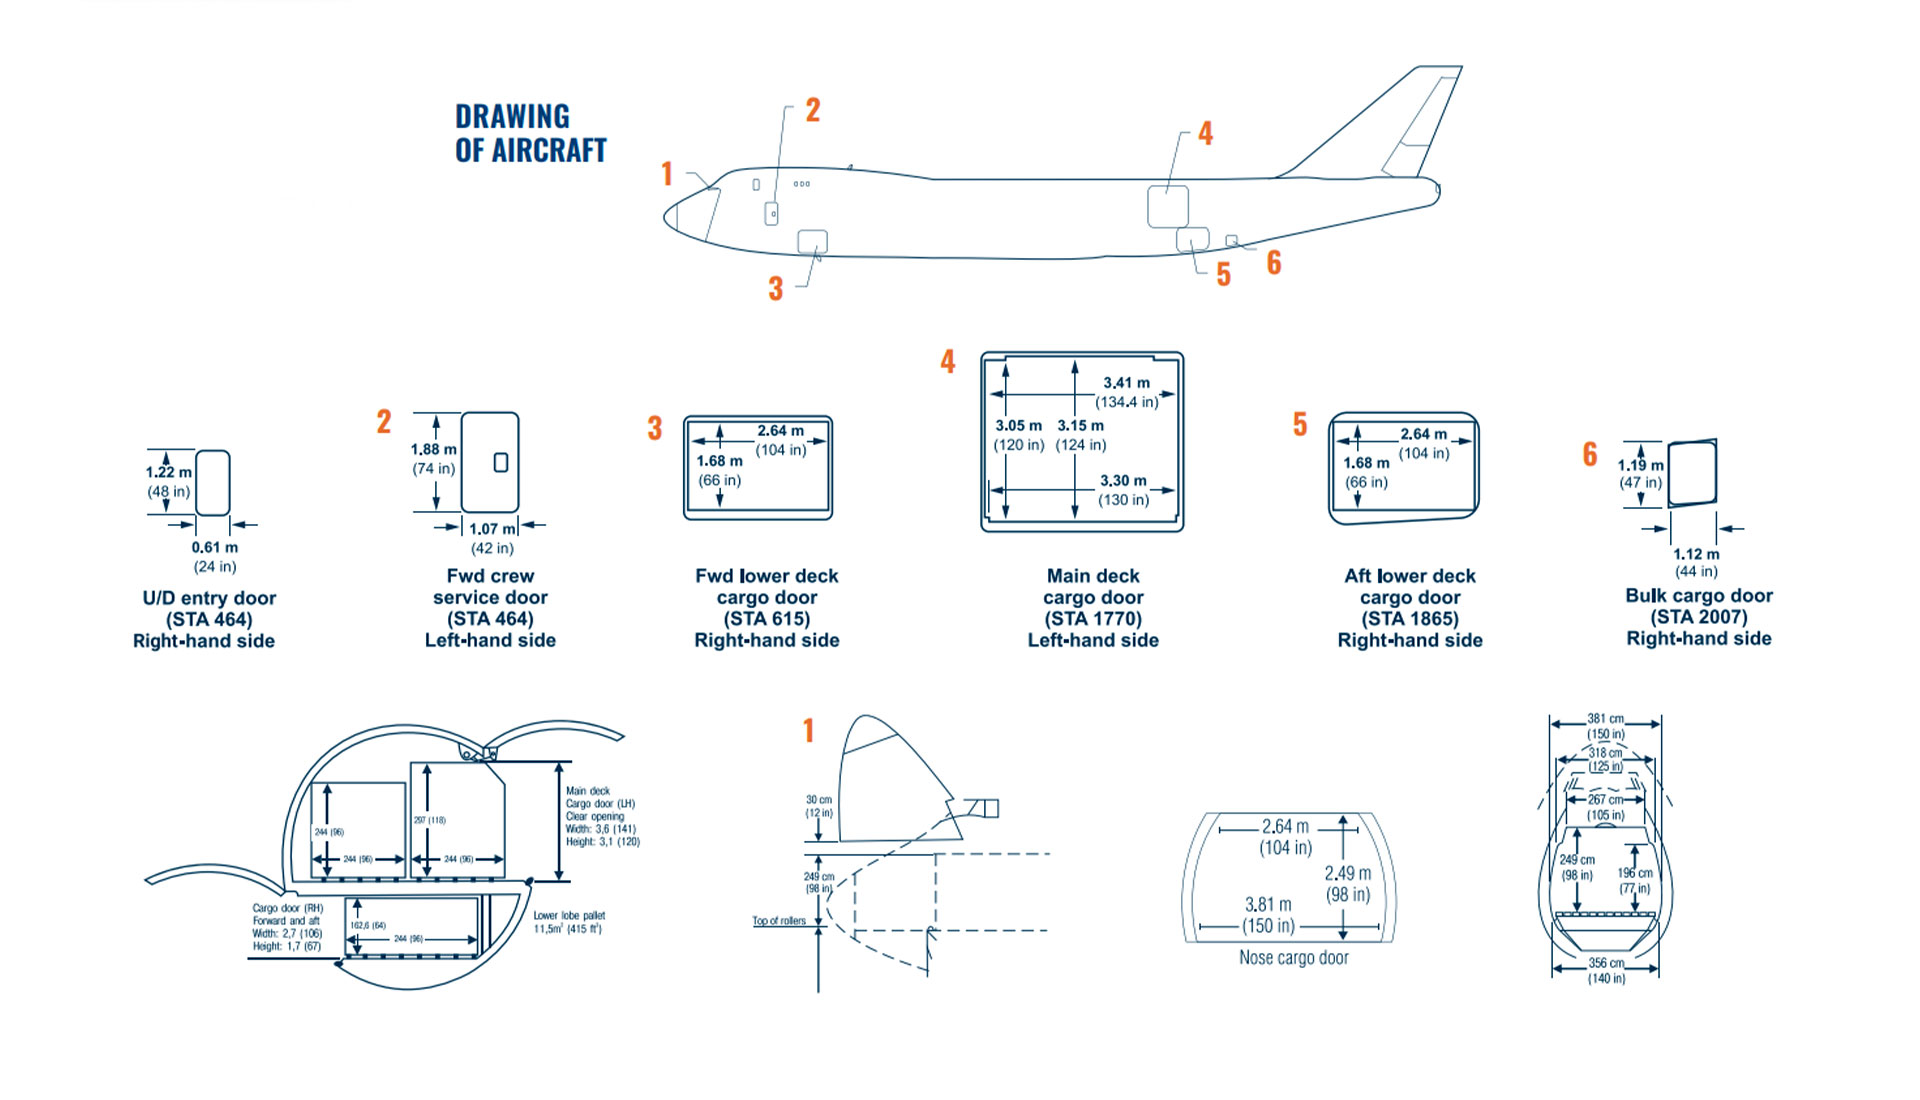 DRAWING
OF AIRCRAFT
1
2
3
4
5
6
1.22 m
(48 in)
0.61 m
(24 in)
U/D entry door
(STA 464)
Right-hand side
2
1.88 m
(74 in)
1.07 m
(42 in)
Fwd crew
service door
(STA 464)
Left-hand side
3
2.64 m
(104 in)
1.68 m
(66 in)
Fwd lower deck
cargo door
(STA 615)
Right-hand side
4
3.41 m
(134.4 in)
3.05 m
(120 in)
3.15 m
(124 in)
3.30 m
(130 in)
Main deck
cargo door
(STA 1770)
Left-hand side
5
2.64 m
(104 in)
1.68 m
(66 in)
Aft lower deck
cargo door
(STA 1865)
Right-hand side
6
1.19 m
(47 in)
1.12 m
(44 in)
Bulk cargo door
(STA 2007)
Right-hand side
244 (96)
244 (96)
297 (118)
244 (96)
Main deck
Cargo door (LH)
Clear opening
Width: 3,6 (141)
Height: 3,1 (120)
Cargo door (RH)
Forward and aft
Width: 2,7 (106)
Height: 1,7 (67)
162,6 (64)
244 (96)
Lower lobe pallet
11,5m² (415 ft³)
1
30 cm
(12 in)
249 cm
(98 in)
Top of rollers
2.64 m
(104 in)
2.49 m
(98 in)
3.81 m
(150 in)
Nose cargo door
381 cm
(150 in)
318 cm
(125 in)
267 cm
(105 in)
249 cm
(98 in)
196 cm
(77 in)
356 cm
(140 in)